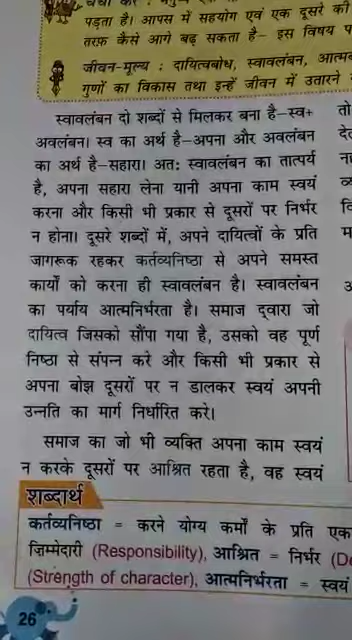 पड़ता है। आपस में सहयोग एवं एक दूसरे की
तरफ़ कैसे आगे बढ़ सकता है– इस विषय प
जीवन-मूल्य : दायित्वबोध, स्वावलंबन, आत्म
गुणों का विकास तथा इन्हें जीवन में उतारने
स्वावलंबन दो शब्दों से मिलकर बना है–स्व+
अवलंबन। स्व का अर्थ है–अपना और अवलंबन
का अर्थ है–सहारा। अत: स्वावलंबन का तात्पर्य
है, अपना सहारा लेना यानी अपना काम स्वयं
करना और किसी भी प्रकार से दूसरों पर निर्भर
न होना। दूसरे शब्दों में, अपने दायित्वों के प्रति
जागरूक रहकर कर्तव्यनिष्ठा से अपने समस्त
कार्यों को करना ही स्वावलंबन है। स्वावलंबन
का पर्याय आत्मनिर्भरता है। समाज द्वारा जो
दायित्व जिसको सौंपा गया है, उसको वह पूर्ण
निष्ठा से संपन्न करे और किसी भी प्रकार से
अपना बोझ दूसरों पर न डालकर स्वयं अपनी
उन्नति का मार्ग निर्धारित करे।
समाज का जो भी व्यक्ति अपना काम स्वयं
न करके दूसरों पर आश्रित रहता है, वह स्वयं
तो
शब्दार्थ
कर्तव्यनिष्ठा = करने योग्य कर्मों के प्रति एक
ज़िम्मेदारी (Responsibility), आश्रित = निर्भर (De
(Strength of character), आत्मनिर्भरता = स्वयं
26